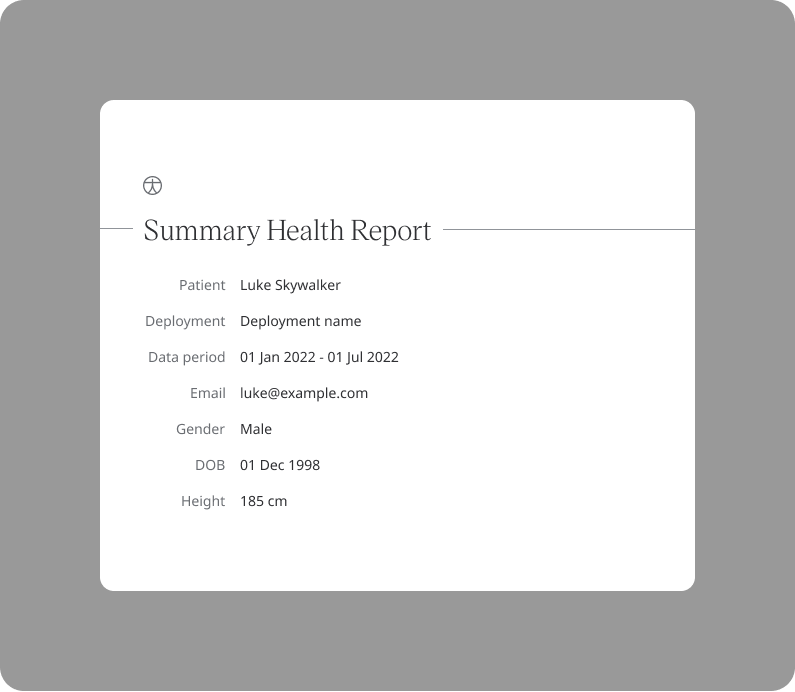 Summary Health Report
Patient Luke Skywalker
Deployment Deployment name
Data period 01 Jan 2022 - 01 Jul 2022
Email luke@example.com
Gender Male
DOB 01 Dec 1998
Height 185 cm